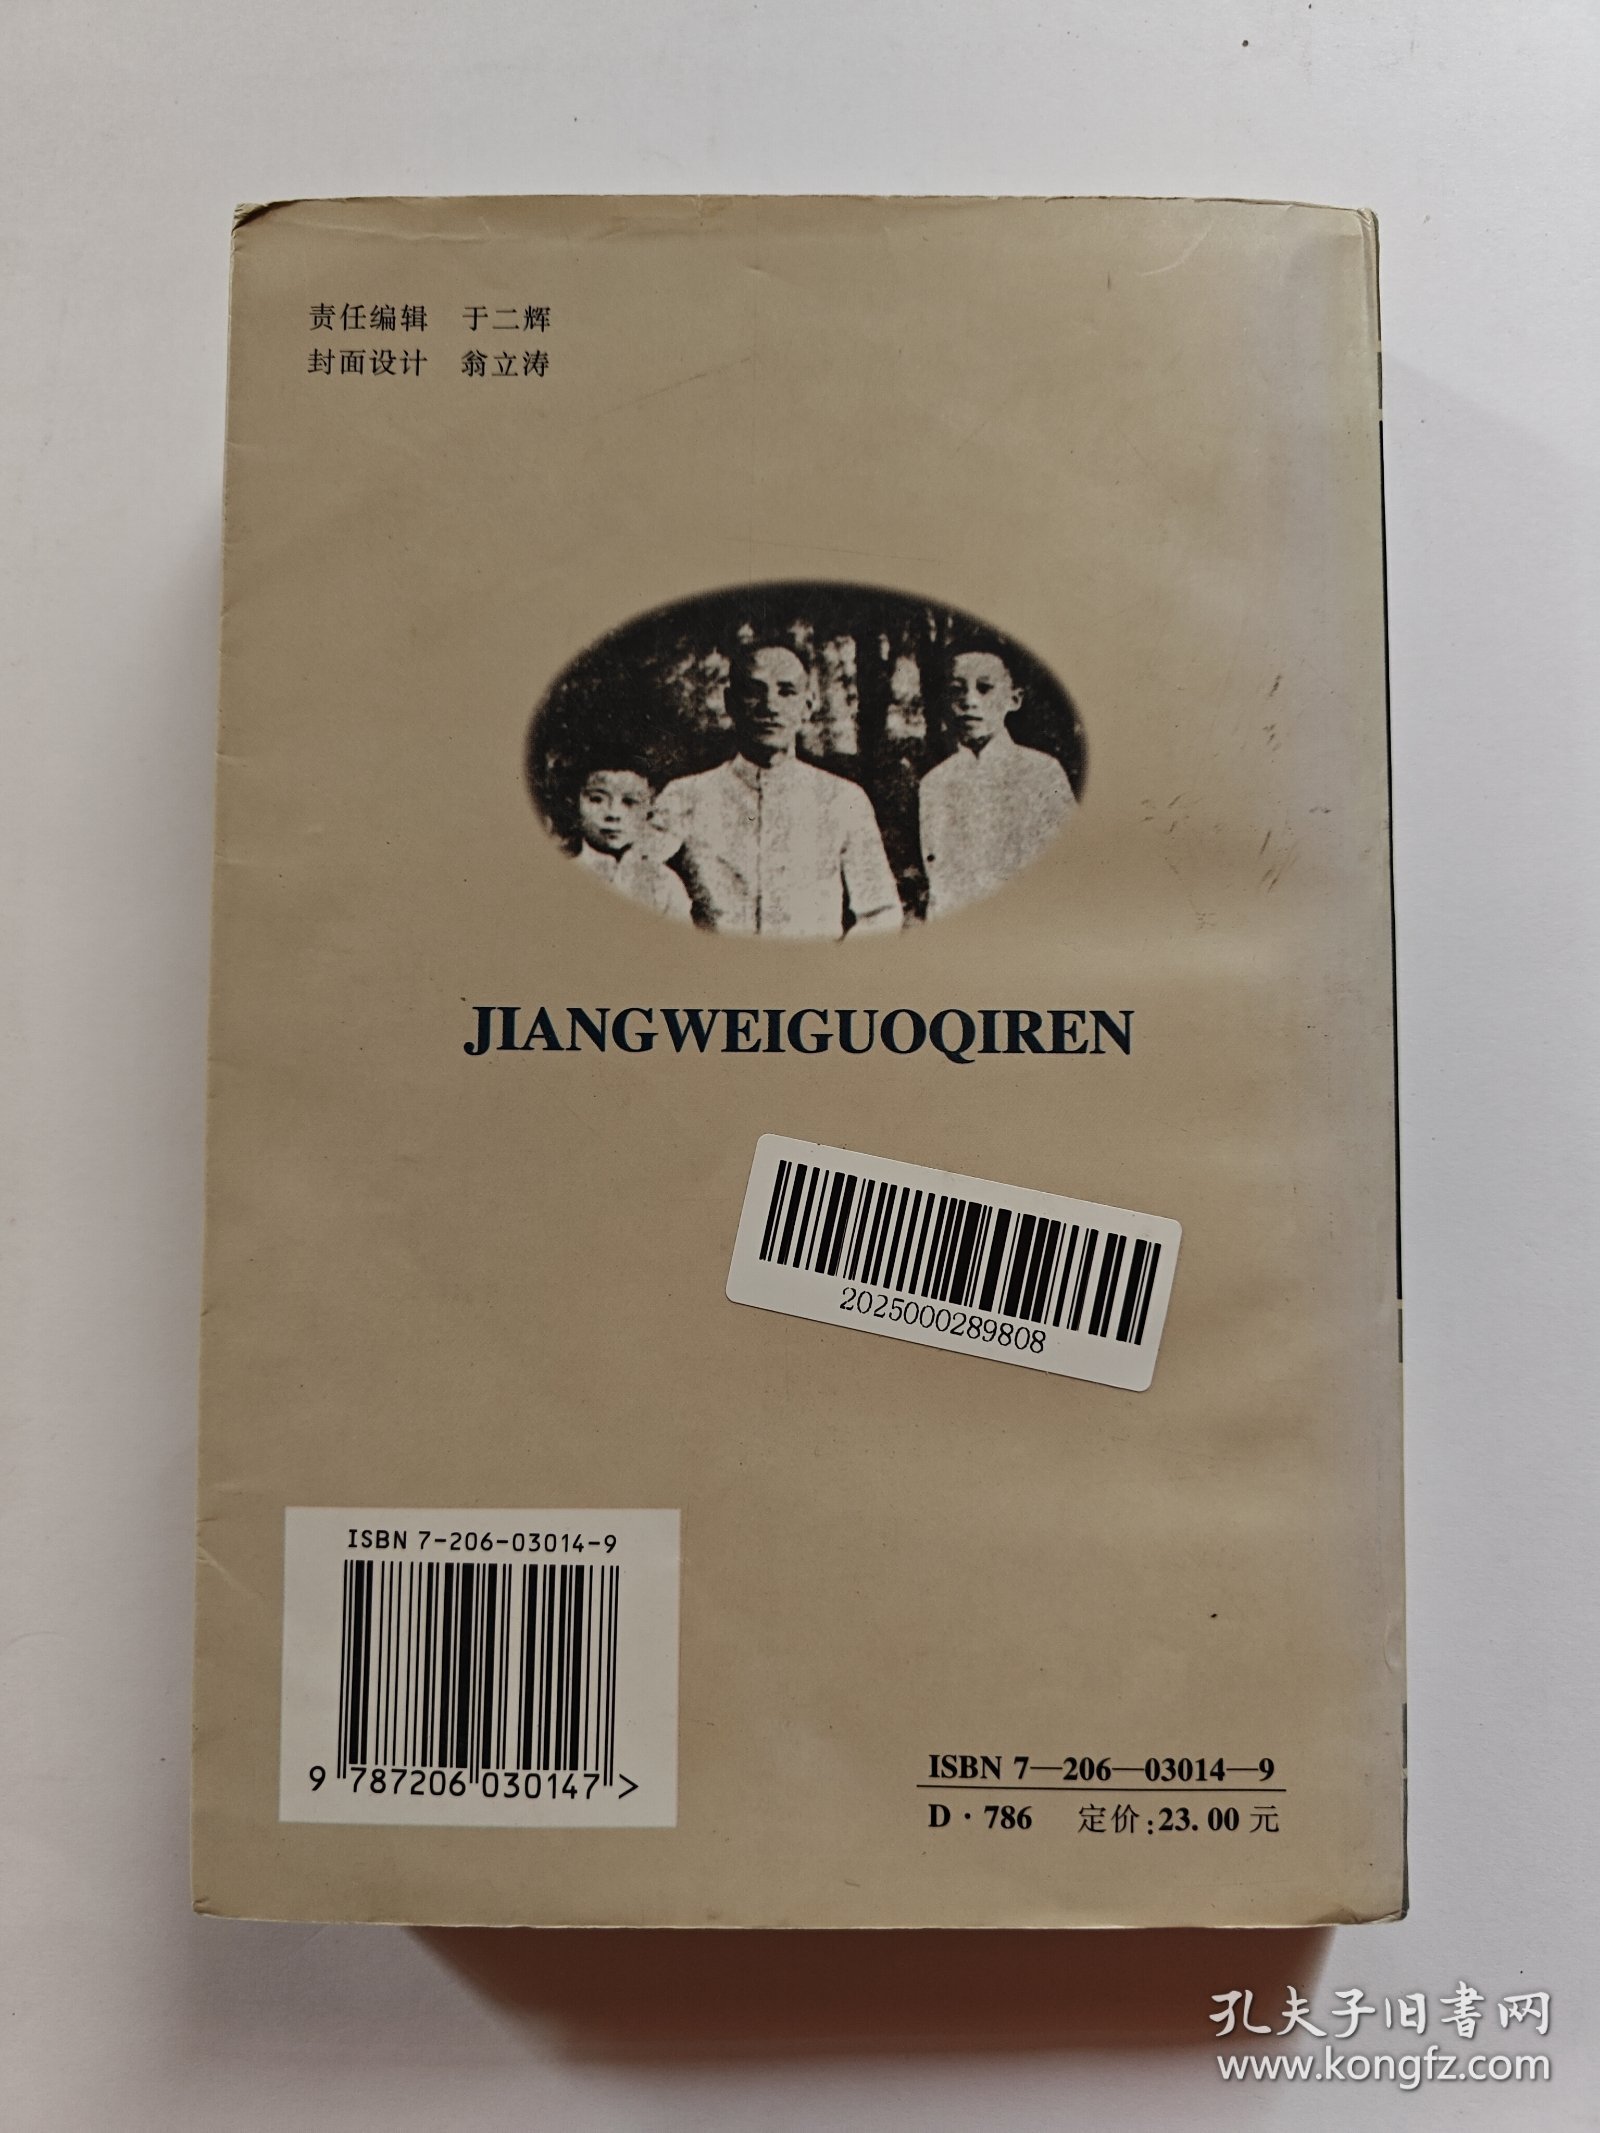 责任编辑 于二辉
封面设计 翁立涛
JIANGWEIGUOQIREN
2025000289808
ISBN 7-206-03014-9
9 787206 030147 >
ISBN 7—206—03014—9
D·786 定价:23.00 元
孔夫子旧书网
www.kongfz.com